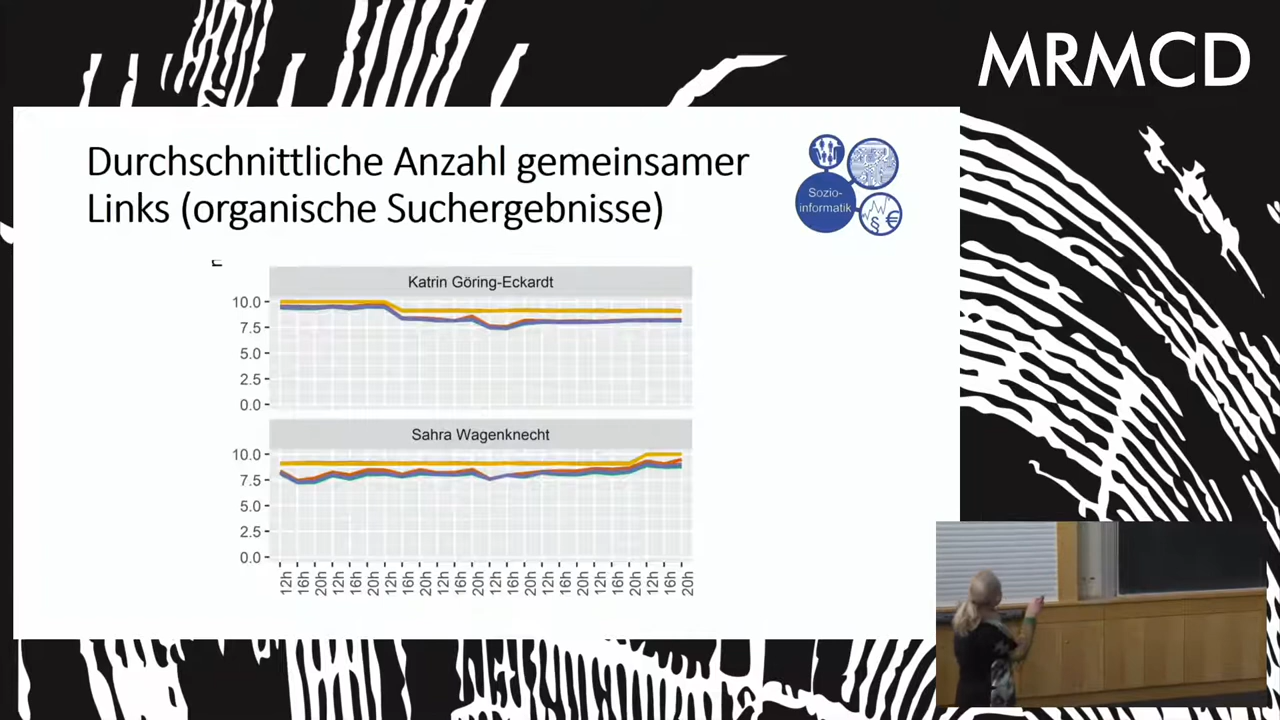 MRMCD
Durchschnittliche Anzahl gemeinsamer
Links (organische Suchergebnisse)
Sozio-
informatik
§ €
Katrin Göring-Eckardt
10.0
7.5
5.0
2.5
0.0
Sahra Wagenknecht
10.0
7.5
5.0
2.5
0.0
12h 16h 20h 12h 16h 20h 12h 16h 20h 12h 16h 20h 12h 16h 20h 12h 16h 20h 12h 16h 20h 12h 16h 20h